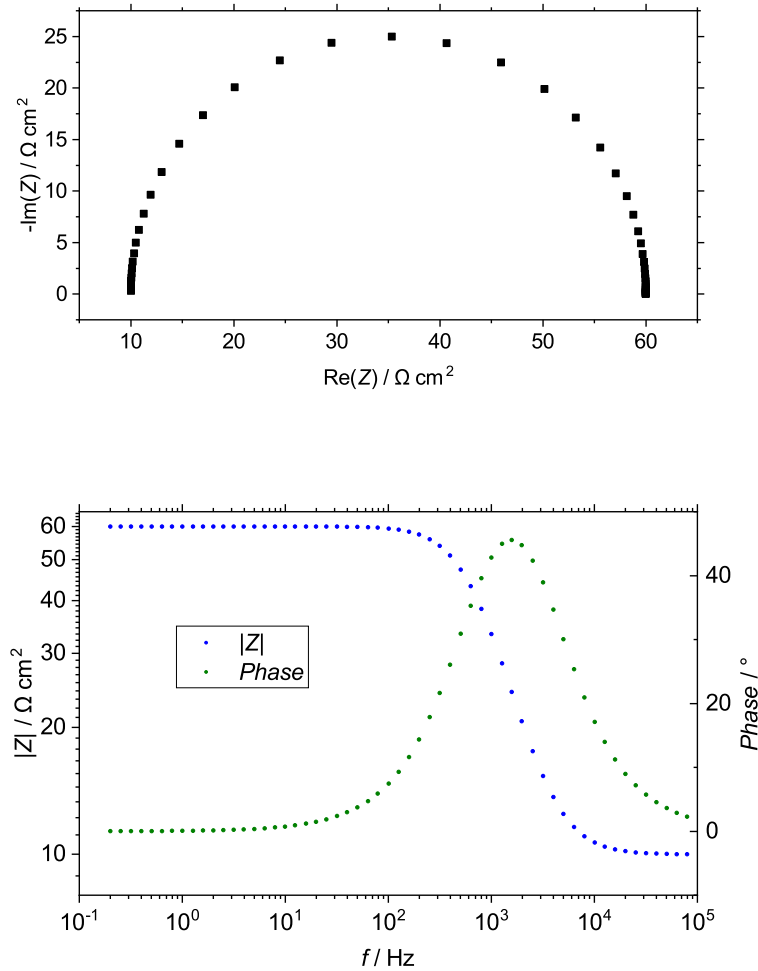 25
20
15
10
5
0
-Im(Z) / Ω cm²
10 20 30 40 50 60
Re(Z) / Ω cm²
60
50
40
30
20
10
|Z| / Ω cm²
|Z|
Phase
40
20
0
Phase / °
10⁻¹ 10⁰ 10¹ 10² 10³ 10⁴ 10⁵
f / Hz